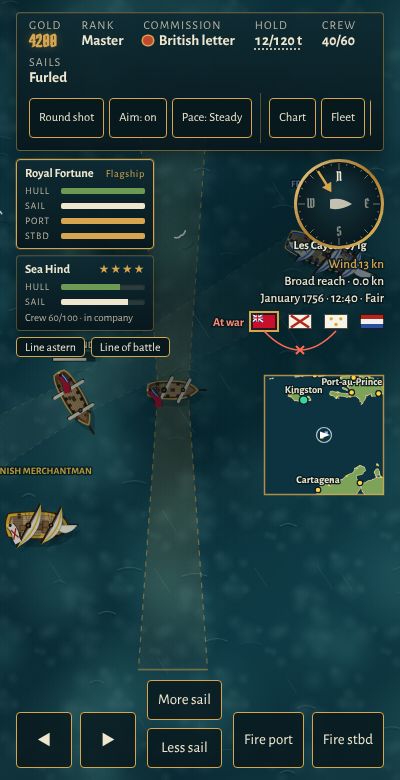 GOLD RANK COMMISSION HOLD CREW
4200 Master British letter 12/120 t 40/60
SAILS
Furled
Round shot Aim: on Pace: Steady Chart Fleet
Royal Fortune Flagship
HULL
SAIL
PORT
STBD
Sea Hind ★★★★
HULL
SAIL
Crew 60/100 · in company
Line astern Line of battle
N
W E
S
Les Cay
Wind 13 kn
Broad reach · 0.0 kn
January 1756 · 12:40 · Fair
At war
Port-au-Prince
Kingston
Cartagena
NISH MERCHANTMAN
More sail
Less sail
◀ ▶ Fire port Fire stbd